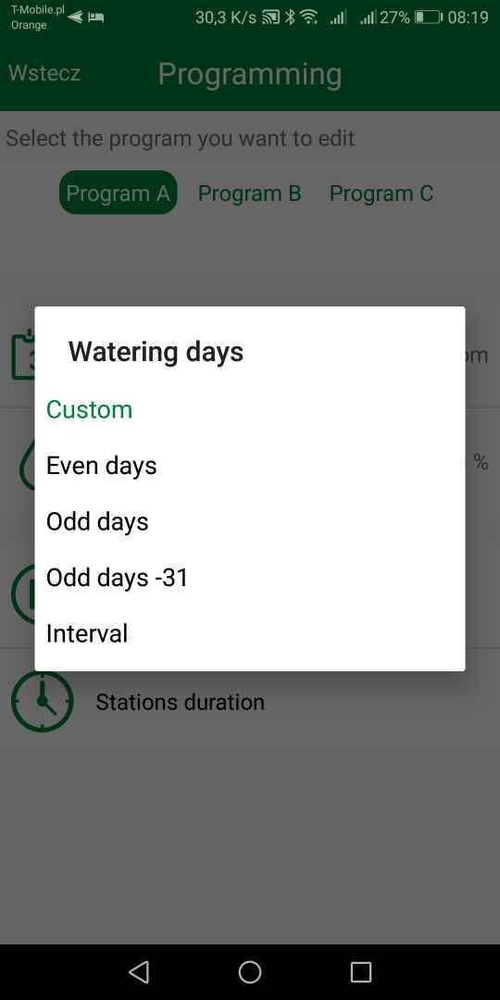 T-Mobile.pl
Orange
30,3 K/s 27% 08:19
Wstecz Programming
Select the program you want to edit
Program A Program B Program C
Watering days
Custom
Even days
%
Odd days
Odd days -31
Interval
Stations duration